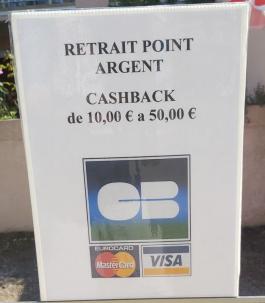 RETRAIT POINT
ARGENT
CASHBACK
de 10,00 € a 50,00 €
CB
EUROCARD
MasterCard
VISA